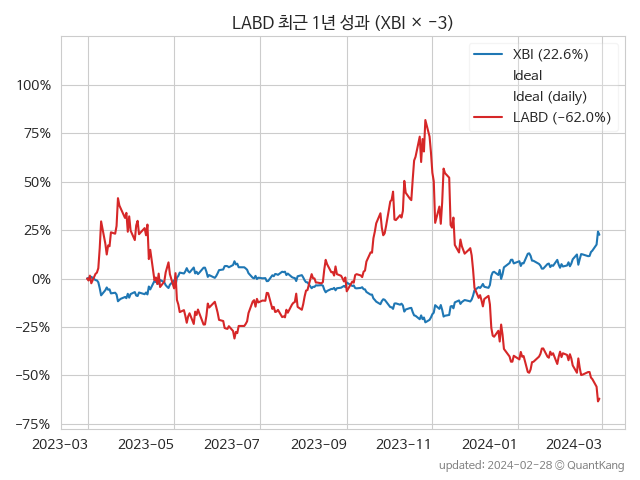 LABD 최근 1년 성과 (XBI × −3)
XBI (22.6%)
Ideal
Ideal (daily)
LABD (−62.0%)
100%
75%
50%
25%
0%
−25%
−50%
−75%
2023-03 2023-05 2023-07 2023-09 2023-11 2024-01 2024-03
updated: 2024-02-28 © QuantKang